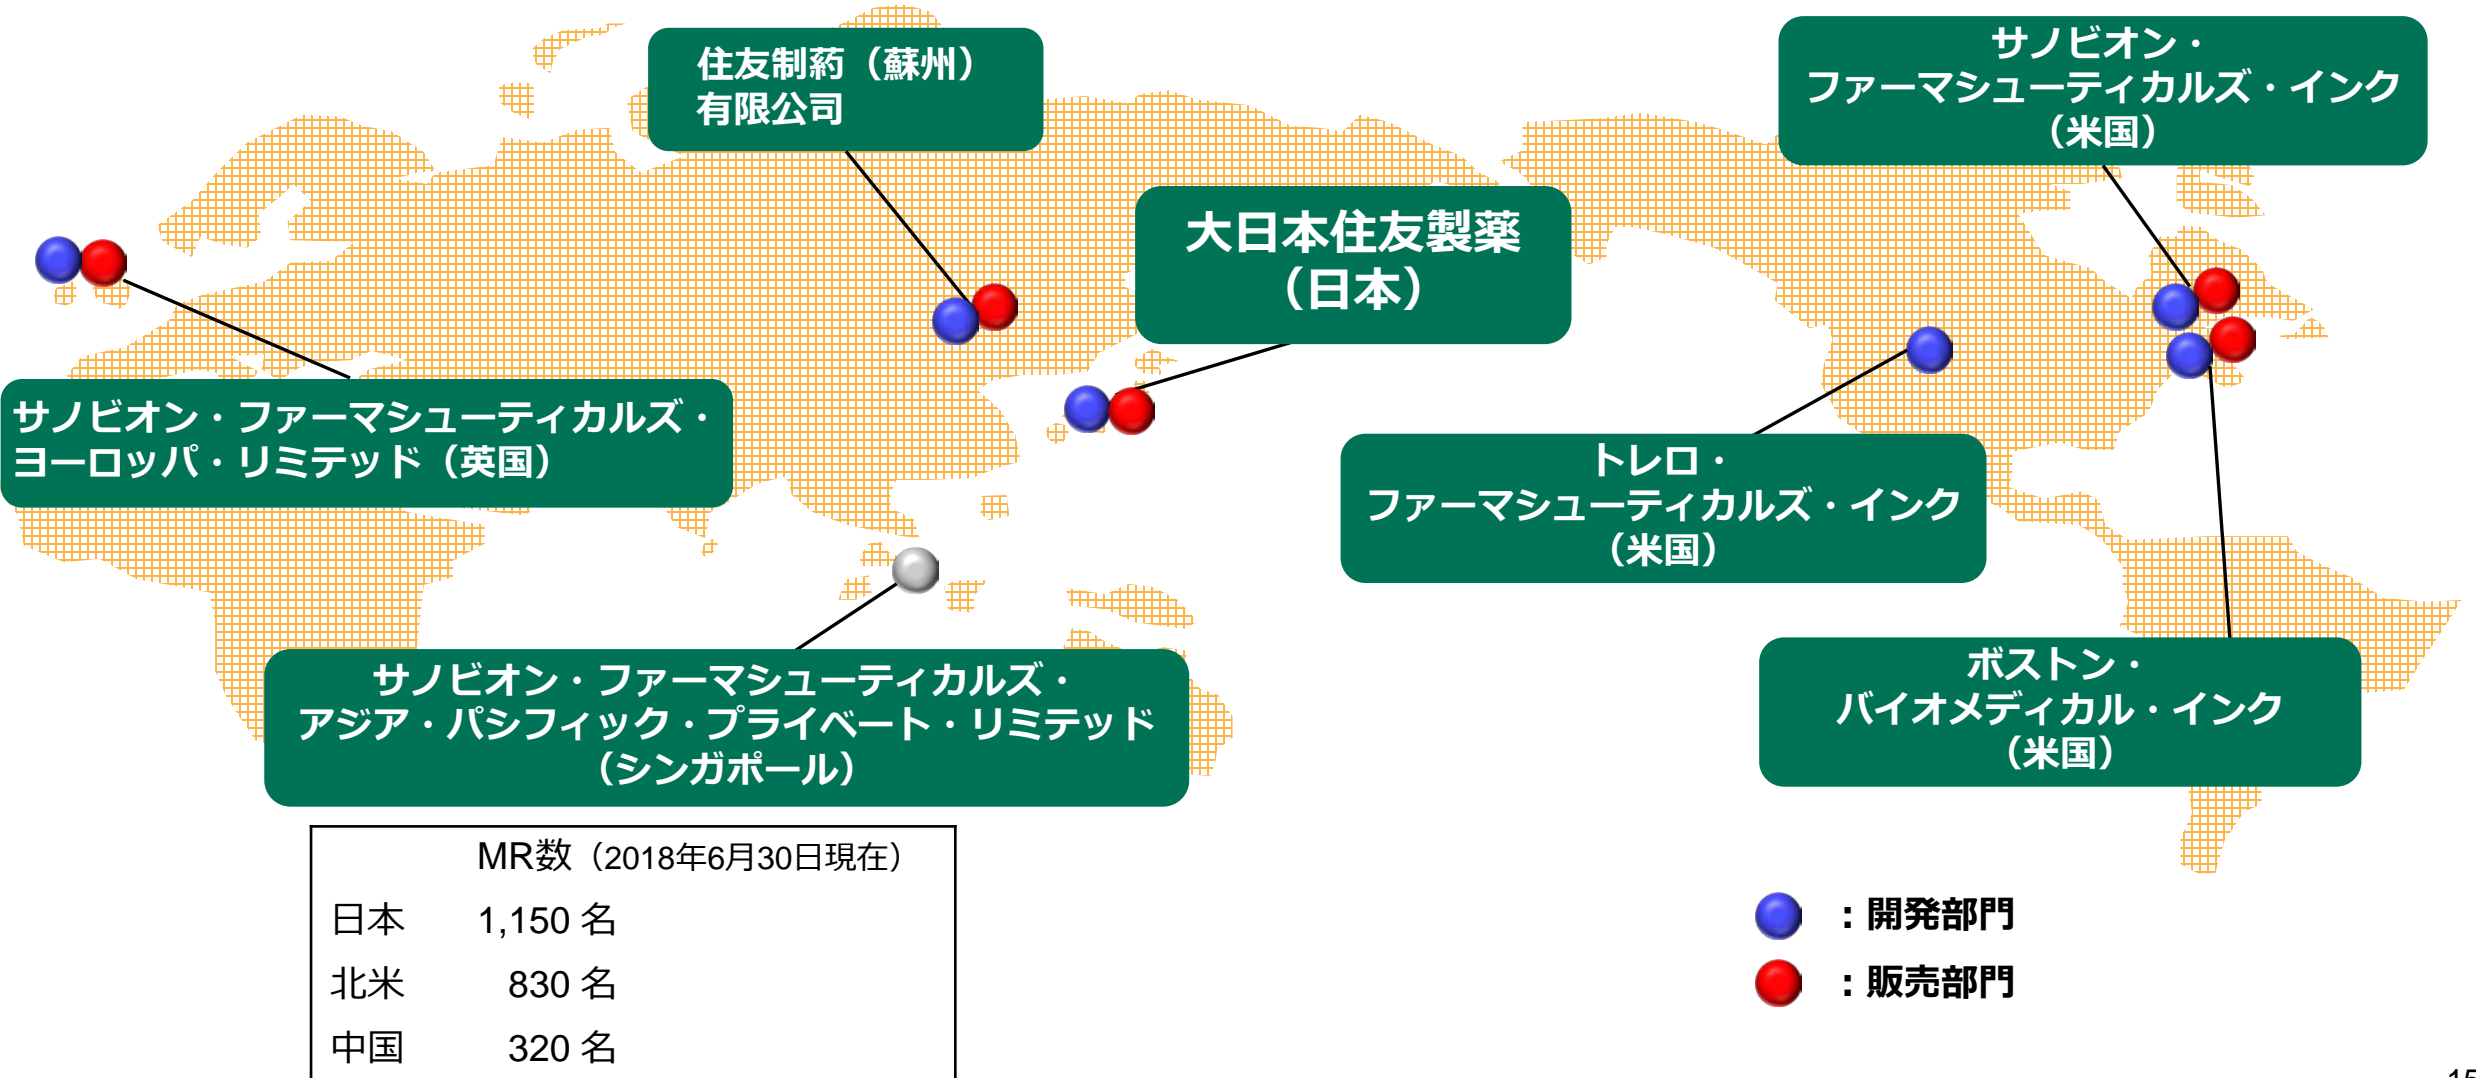 住友制葯（蘇州）
有限公司
サノビオン・
ファーマシューティカルズ・インク
（米国）
大日本住友製薬
（日本）
サノビオン・ファーマシューティカルズ・
ヨーロッパ・リミテッド（英国）
トレロ・
ファーマシューティカルズ・インク
（米国）
サノビオン・ファーマシューティカルズ・
アジア・パシフィック・プライベート・リミテッド
（シンガポール）
ボストン・
バイオメディカル・インク
（米国）
MR数（2018年6月30日現在）
日本 1,150 名
北米 830 名
中国 320 名
：開発部門
：販売部門